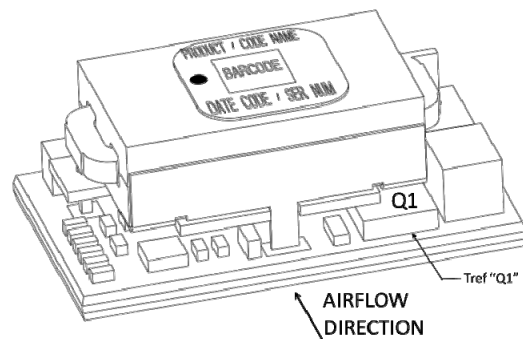 PRODUCT / CODE NAME
BARCODE
DATE CODE / SER NUM
Q1
Tref "Q1"
AIRFLOW
DIRECTION